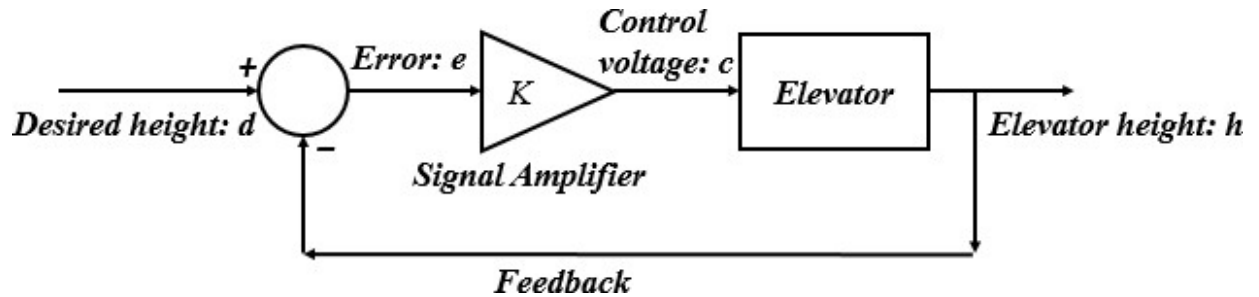 Control
voltage: c
Error: e
+
K
Elevator
Desired height: d
−
Elevator height: h
Signal Amplifier
Feedback